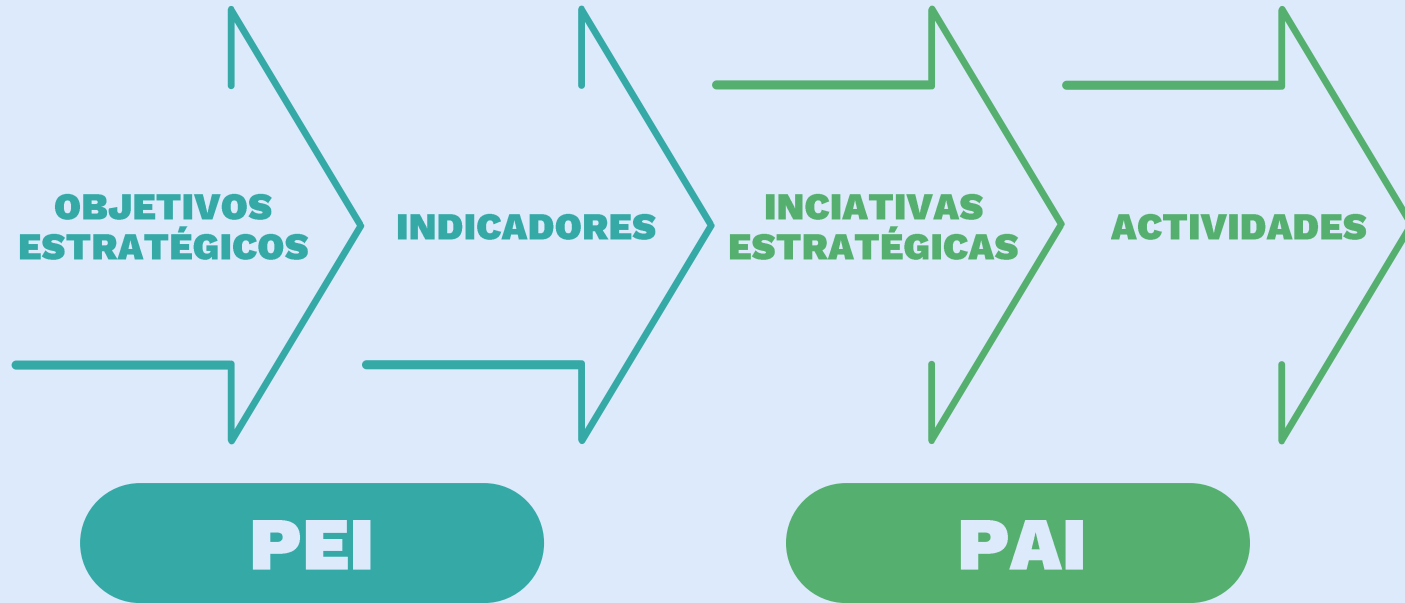 OBJETIVOS
ESTRATÉGICOS
INDICADORES
INCIATIVAS
ESTRATÉGICAS
ACTIVIDADES
PEI
PAI